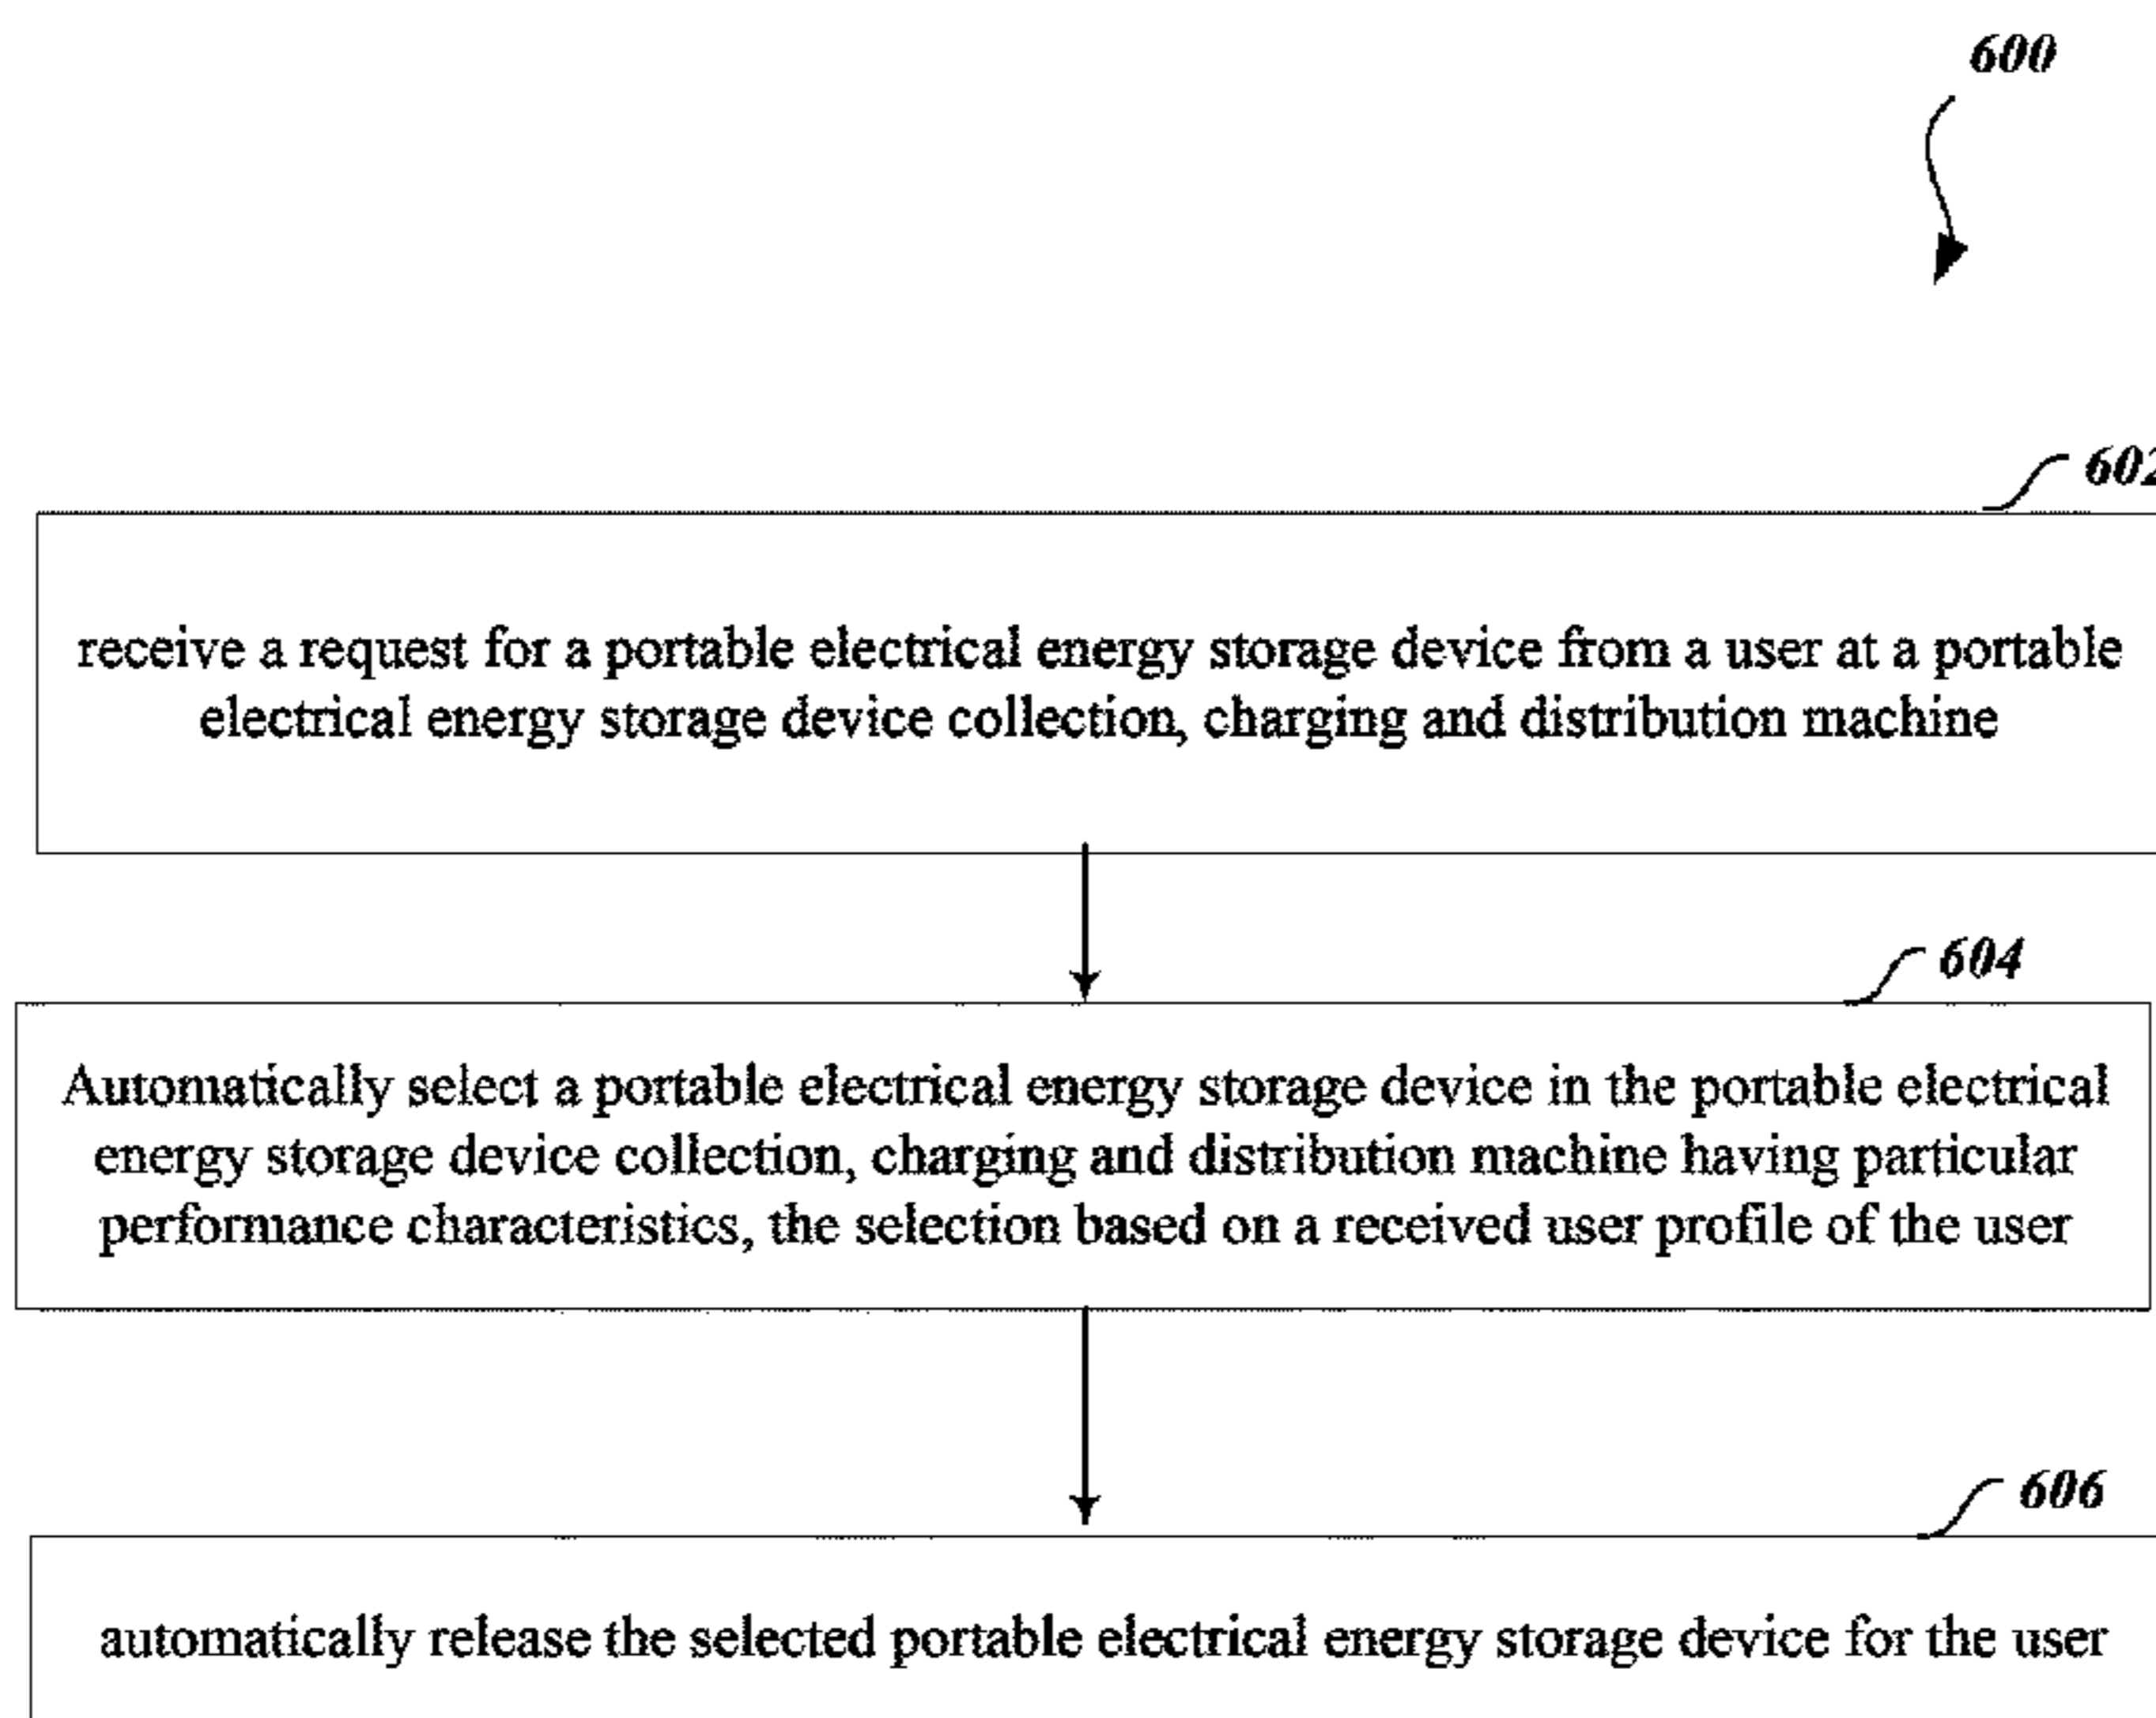 600
602
receive a request for a portable electrical energy storage device from a user at a portable
electrical energy storage device collection, charging and distribution machine
604
Automatically select a portable electrical energy storage device in the portable electrical
energy storage device collection, charging and distribution machine having particular
performance characteristics, the selection based on a received user profile of the user
606
automatically release the selected portable electrical energy storage device for the user